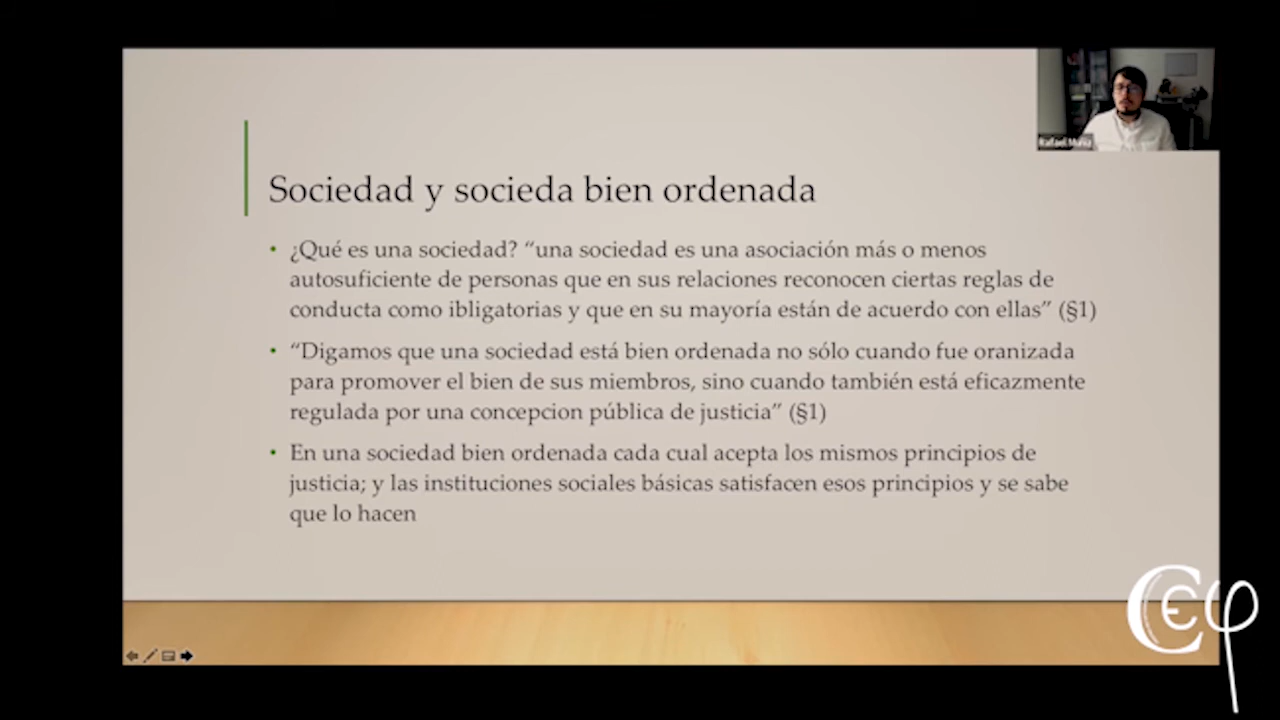 Rafael Muñiz
Sociedad y socieda bien ordenada
• ¿Qué es una sociedad? “una sociedad es una asociación más o menos
autosuficiente de personas que en sus relaciones reconocen ciertas reglas de
conducta como ibligatorias y que en su mayoría están de acuerdo con ellas” (§1)
• “Digamos que una sociedad está bien ordenada no sólo cuando fue oranizada
para promover el bien de sus miembros, sino cuando también está eficazmente
regulada por una concepcion pública de justicia” (§1)
• En una sociedad bien ordenada cada cual acepta los mismos principios de
justicia; y las instituciones sociales básicas satisfacen esos principios y se sabe
que lo hacen